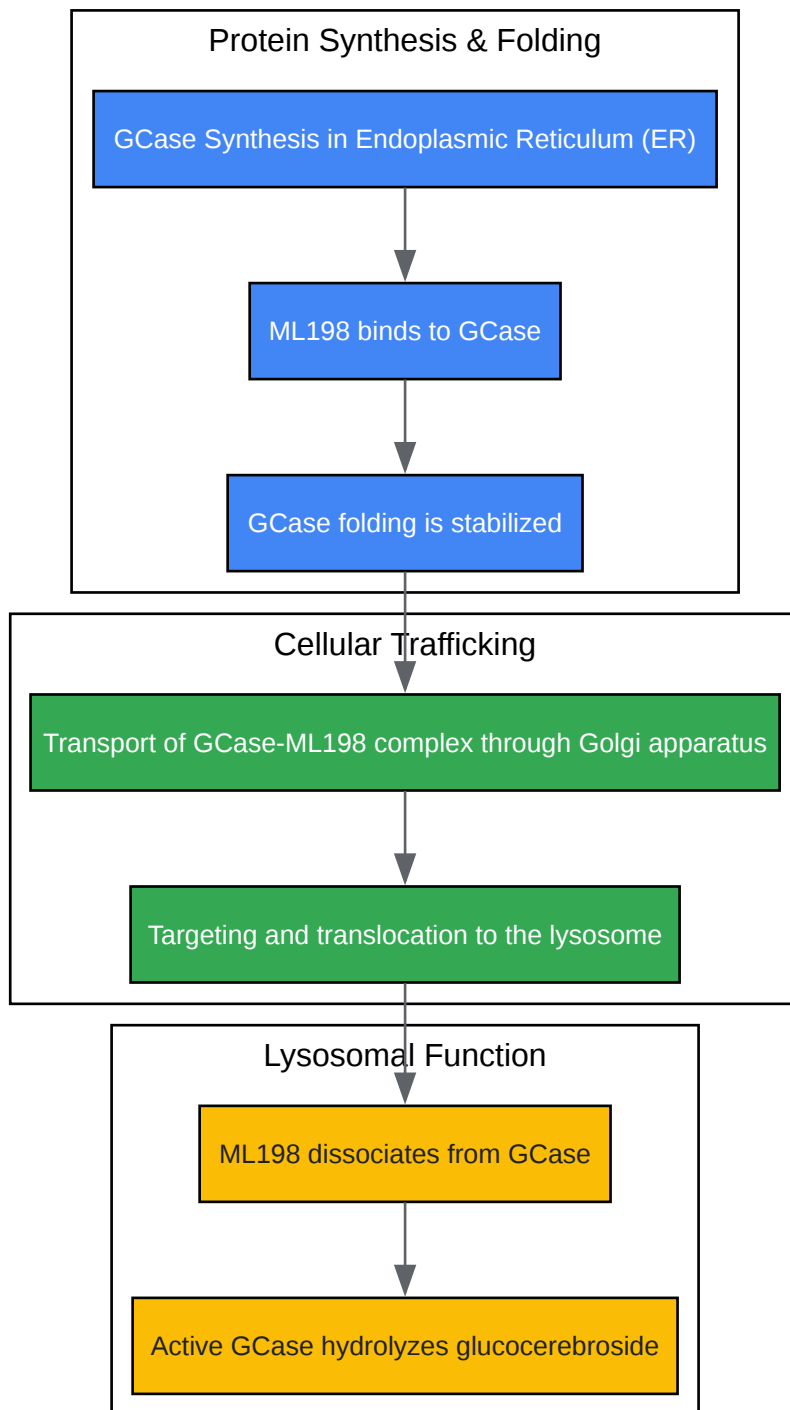 Protein Synthesis & Folding
GCase Synthesis in Endoplasmic Reticulum (ER)
ML198 binds to GCase
GCase folding is stabilized
Cellular Trafficking
Transport of GCase-ML198 complex through Golgi apparatus
Targeting and translocation to the lysosome
Lysosomal Function
ML198 dissociates from GCase
Active GCase hydrolyzes glucocerebroside